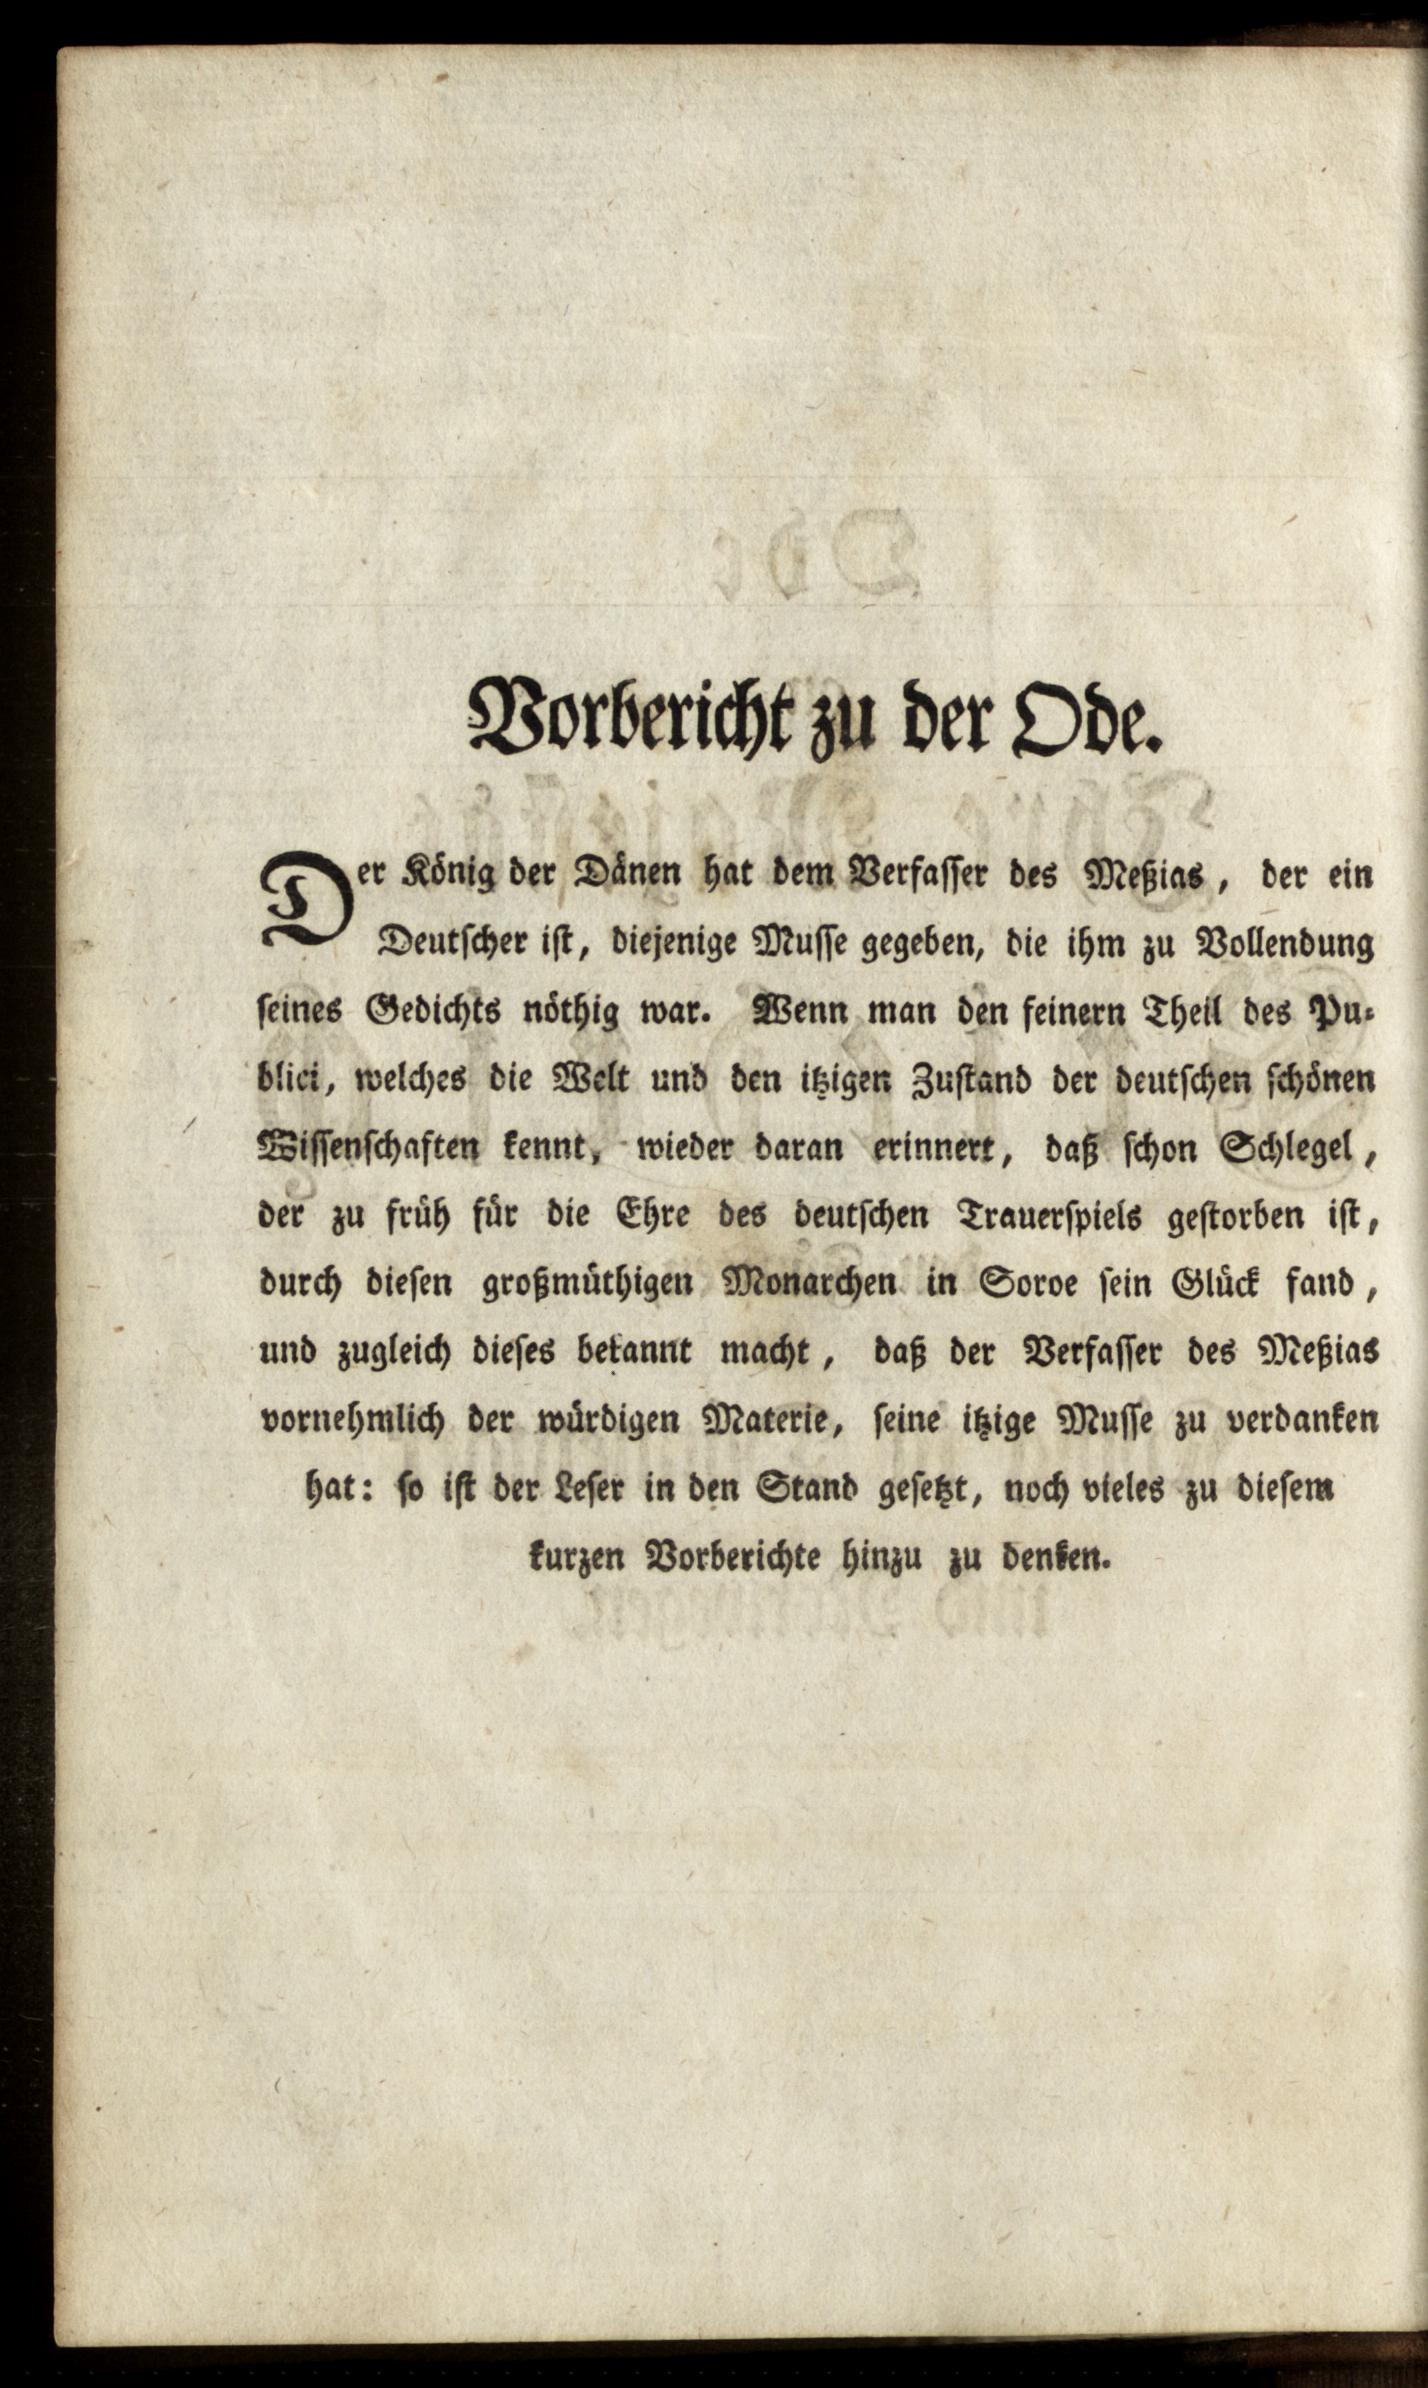 Vorbericht zu der Ode.
Der König der Dänen hat dem Verfasser des Meßias, der ein
Deutscher ist, diejenige Musse gegeben, die ihm zu Vollendung
seines Gedichts nöthig war. Wenn man den feinern Theil des Pu-
blici, welches die Welt und den itzigen Zustand der deutschen schönen
Wissenschaften kennt, wieder daran erinnert, daß schon Schlegel,
der zu früh für die Ehre des deutschen Trauerspiels gestorben ist,
durch diesen großmüthigen Monarchen in Soroe sein Glück fand,
und zugleich dieses bekannt macht, daß der Verfasser des Meßias
vornehmlich der würdigen Materie, seine itzige Musse zu verdanken
hat: so ist der Leser in den Stand gesetzt, noch vieles zu diesem
kurzen Vorberichte hinzu zu denken.